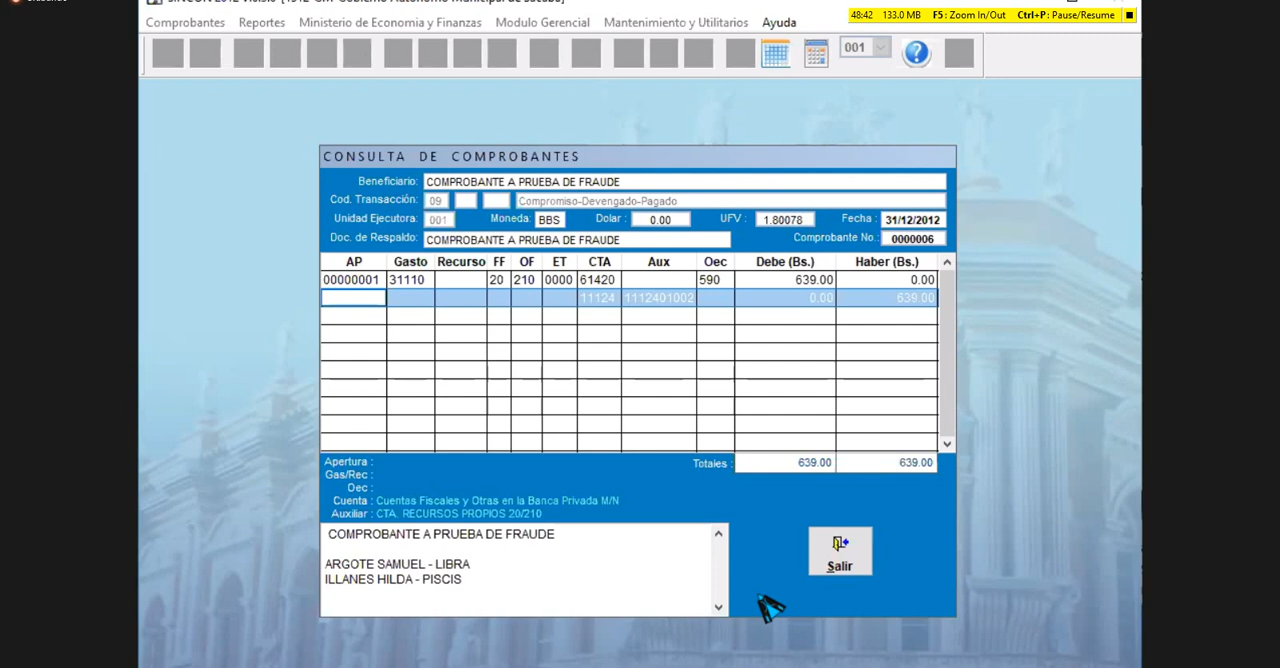 Comprobantes Reportes Ministerio de Economia y Finanzas Modulo Gerencial Mantenimiento y Utilitarios Ayuda
48:42 133.0 MB F5: Zoom In/Out Ctrl+P: Pause/Resume
001
CONSULTA DE COMPROBANTES
Beneficiario: COMPROBANTE A PRUEBA DE FRAUDE
Cod. Transacción: 09 Compromiso-Devengado-Pagado
Unidad Ejecutora: 001 Moneda: BBS Dolar : 0.00 UFV : 1.80078 Fecha : 31/12/2012
Doc. de Respaldo: COMPROBANTE A PRUEBA DE FRAUDE Comprobante No.: 0000006
AP Gasto Recurso FF OF ET CTA Aux Oec Debe (Bs.) Haber (Bs.)
00000001 31110 20 210 0000 61420 590 639.00 0.00
11124 1112401002 0.00 639.00
Apertura : Totales : 639.00 639.00
Gas/Rec :
Oec :
Cuenta : Cuentas Fiscales y Otras en la Banca Privada M/N
Auxiliar : CTA. RECURSOS PROPIOS 20/210
COMPROBANTE A PRUEBA DE FRAUDE
ARGOTE SAMUEL - LIBRA
ILLANES HILDA - PISCIS
Salir